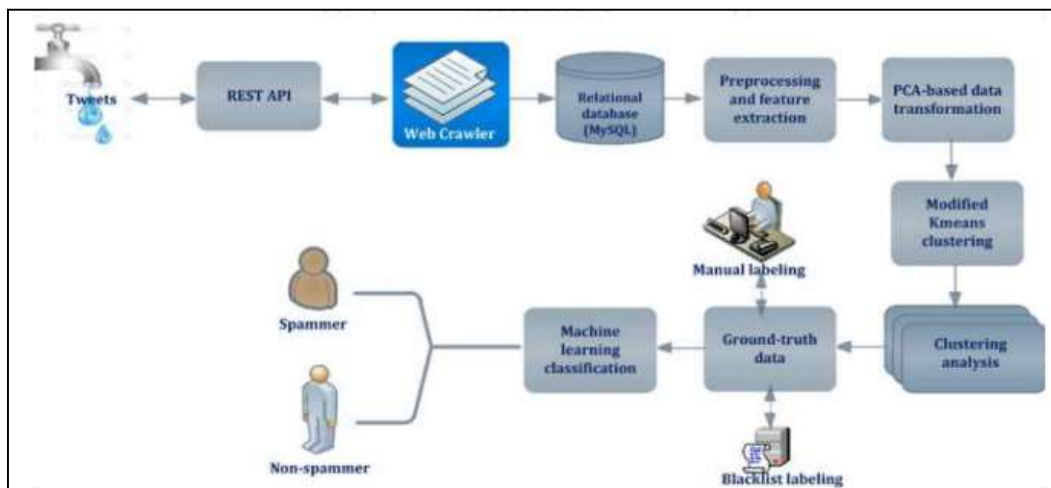 Tweets
REST API
Web Crawler
Relational
database
(MySQL)
Preprocessing
and feature
extraction
PCA-based data
transformation
Modified
Kmeans
clustering
Manual labeling
Spammer
Machine
learning
classification
Ground-truth
data
Clustering
analysis
Non-spammer
Blacklist labeling